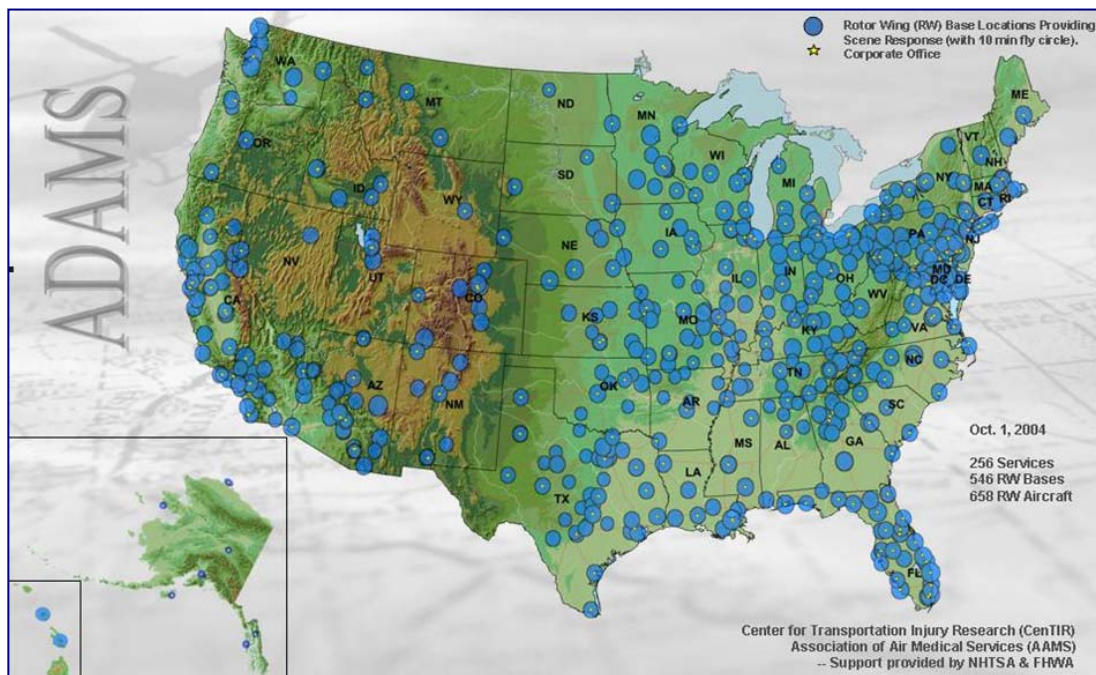 ADAMS
Rotor Wing (RW) Base Locations Providing
Scene Response (with 10 min fly circle).
Corporate Office
WA
MT
ND
MN
ME
OR
ID
WY
SD
WI
MI
VT
NH
NY
MA
CT
RI
NV
UT
CO
NE
IA
IL
IN
OH
PA
NJ
MD
DC
DE
WV
VA
CA
KS
MO
KY
AZ
NM
OK
AR
TN
NC
SC
MS
AL
GA
TX
LA
FL
Oct. 1, 2004
256 Services
546 RW Bases
658 RW Aircraft
Center for Transportation Injury Research (CenTIR)
Association of Air Medical Services (AAMS)
-- Support provided by NHTSA & FHWA